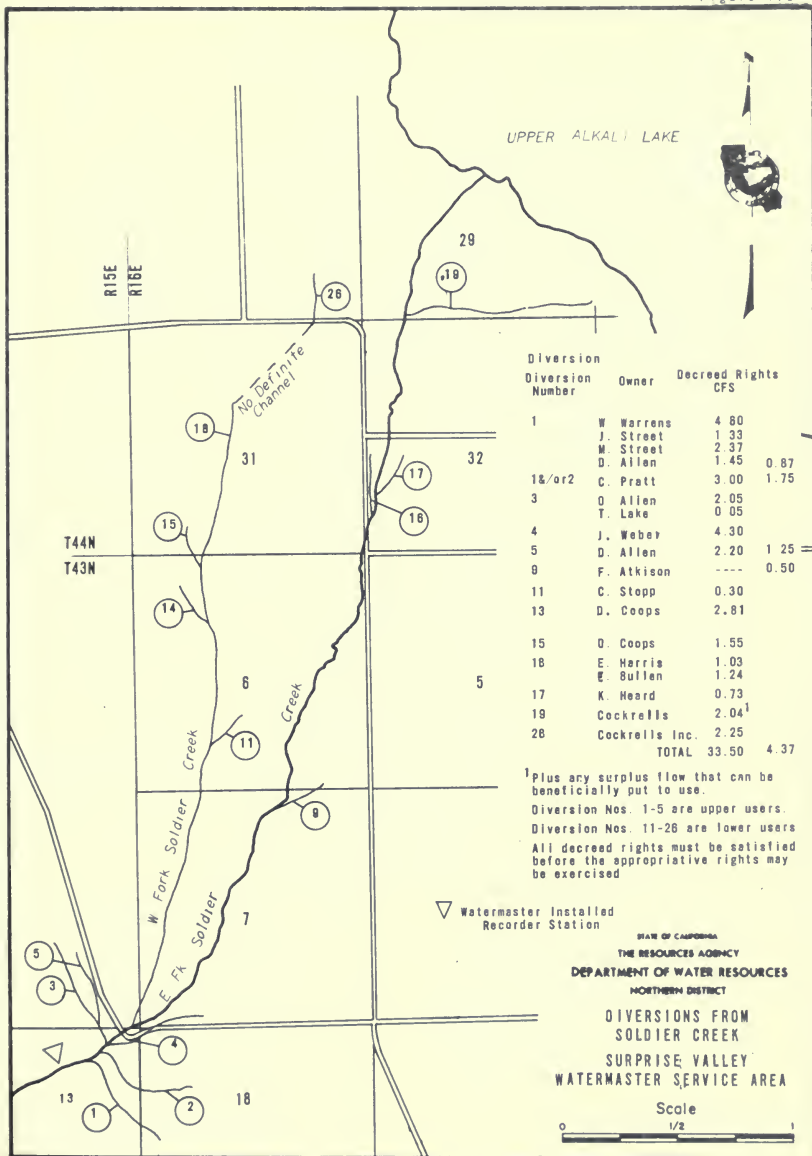 UPPER ALKALI LAKE
29
19
R15E
R16E
26
No Definite
Channel
18
31
32
17
16
15
T44N
T43N
14
6
5
11
W Fork Soldier Creek
E Fk Soldier Creek
9
7
5
3
4
2
1
13
18
Diversion
Diversion Number Owner Decreed Rights CFS
1 W Warrens 4 80
J. Street 1 33
M. Street 2.37
D. Allen 1.45 0.87
1&/or2 C. Pratt 3.00 1.75
3 O Allen 2.05
T. Lake 0 05
4 J. Weber 4.30
5 D. Allen 2.20 1 25
9 F. Atkison ---- 0.50
11 C. Stopp 0.30
13 D. Coops 2.81
15 D. Coops 1.55
18 E. Harris 1.03
E. Bullen 1.24
17 K. Heard 0.73
19 Cockrells 2.04¹
26 Cockrells Inc. 2.25
TOTAL 33.50 4.37
¹Plus any surplus flow that can be
beneficially put to use.
Diversion Nos. 1-5 are upper users.
Diversion Nos. 11-26 are lower users
All decreed rights must be satisfied
before the appropriative rights may
be exercised
Watermaster Installed
Recorder Station
STATE OF CALIFORNIA
THE RESOURCES AGENCY
DEPARTMENT OF WATER RESOURCES
NORTHERN DISTRICT
DIVERSIONS FROM
SOLDIER CREEK
SURPRISE VALLEY
WATERMASTER SERVICE AREA
Scale
0 1/2 1